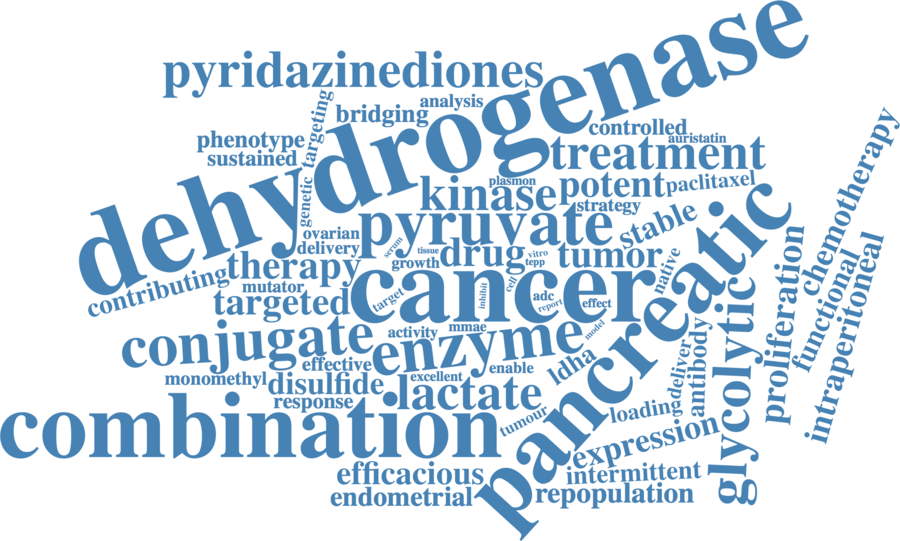 dehydrogenase
pyridazinediones
analysis
bridging
targeting
controlled
auristatin
phenotype
sustained
treatment
genetic
plasmon
kinase
potent
paclitaxel
strategy
chemotherapy
pyruvate
stable
ovarian
delivery
serum
tissue
drug
vitro
tepp
tumor
native
pancreatic
contributing
therapy
growth
cancer
cell
inhibit
mutator
target
adc
report
effect
targeted
proliferation
functional
intraperitoneal
conjugate
activity
mmae
model
enzyme
glycolytic
effective
enable
ldha
antibody
monomethyl
disulfide
excellent
deliver
response
lactate
combination
tumour
loading
expression
efficacious
intermittent
endometrial
repopulation